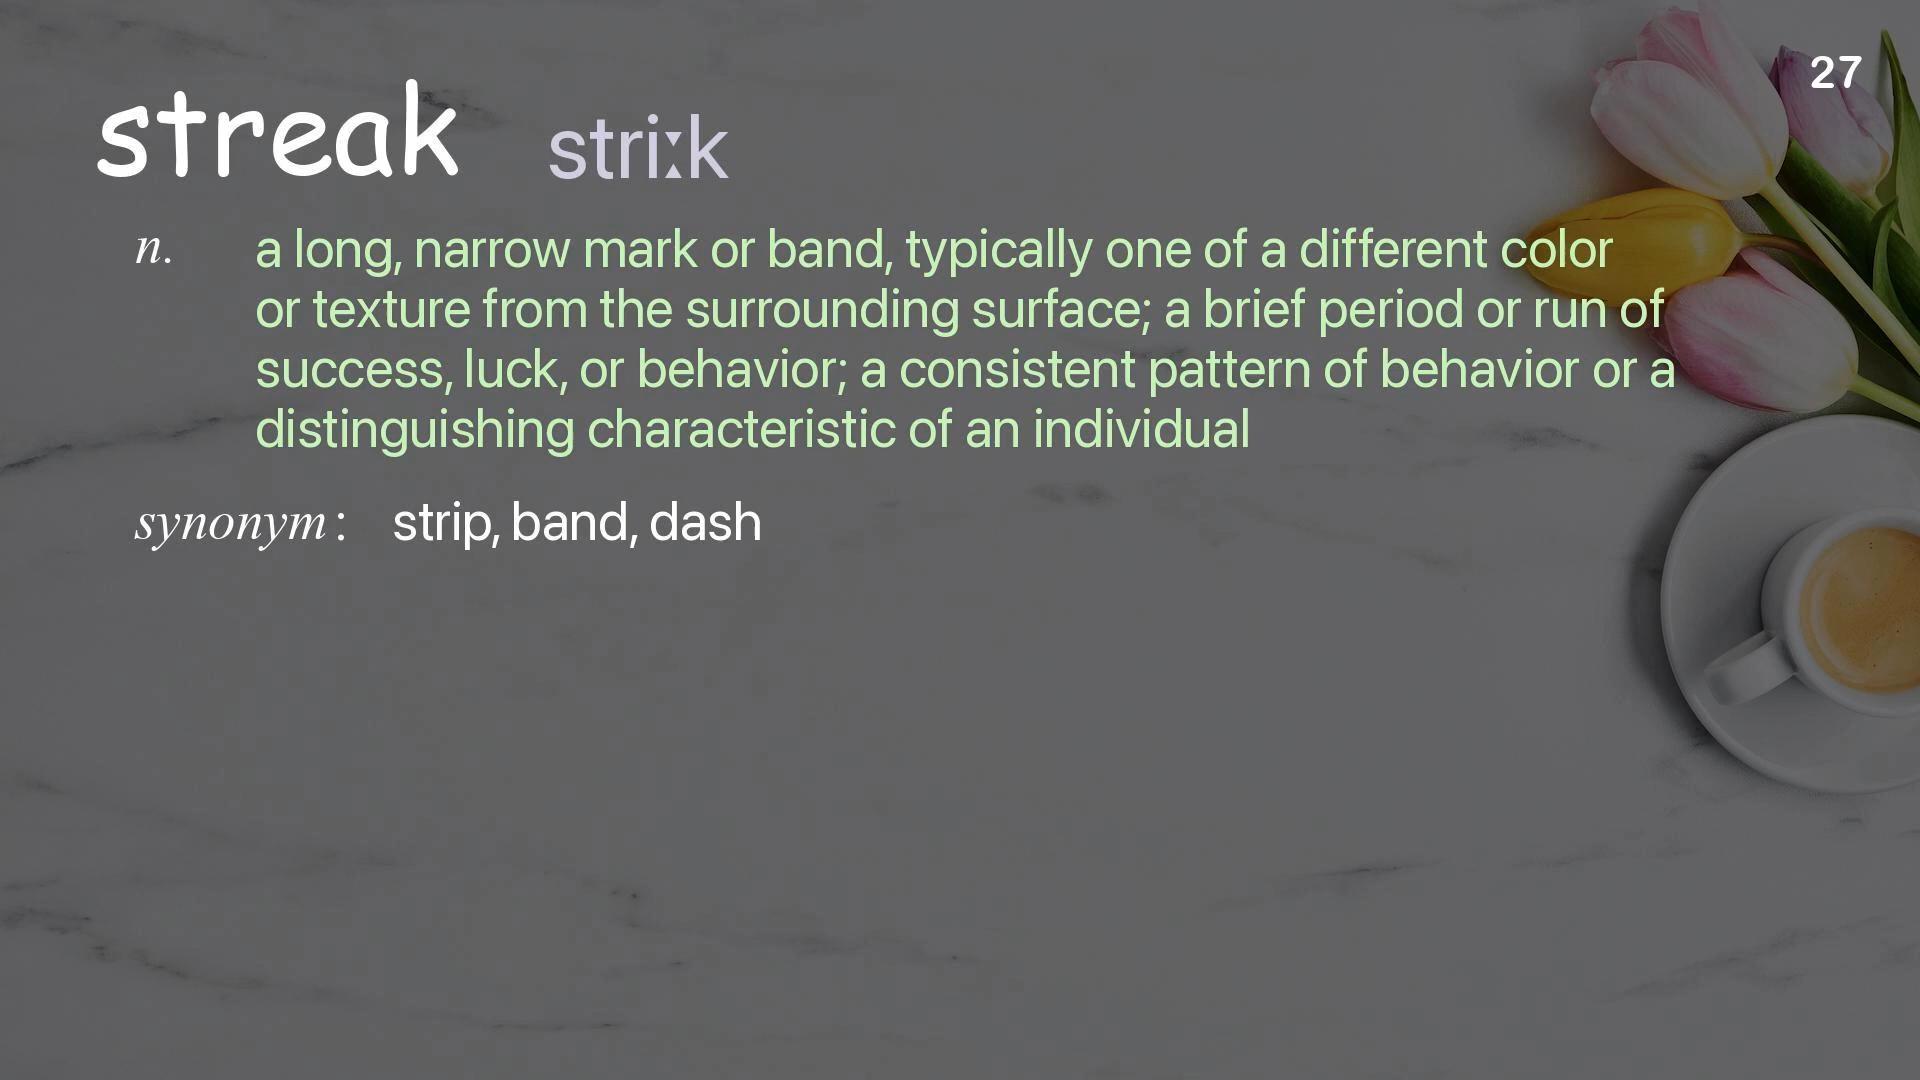 27
streak striːk
n. a long, narrow mark or band, typically one of a different color
or texture from the surrounding surface; a brief period or run of
success, luck, or behavior; a consistent pattern of behavior or a
distinguishing characteristic of an individual
synonym : strip, band, dash